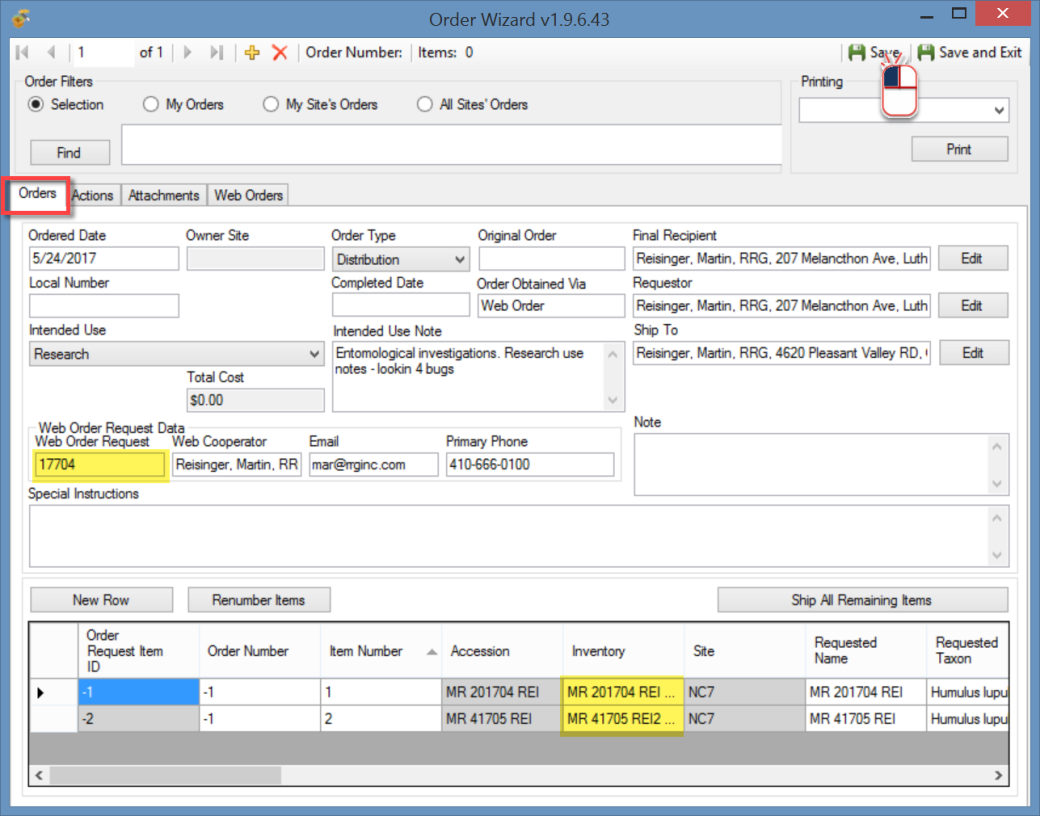 Order Wizard v1.9.6.43
1 of 1 Order Number: Items: 0 Save Save and Exit
Order Filters
Selection My Orders My Site's Orders All Sites' Orders
Find
Printing
Print
Orders Actions Attachments Web Orders
Ordered Date Owner Site Order Type Original Order Final Recipient
5/24/2017 Distribution Reisinger, Martin, RRG, 207 Melancthon Ave, Luth Edit
Local Number Completed Date Order Obtained Via Requestor
Web Order Reisinger, Martin, RRG, 207 Melancthon Ave, Luth Edit
Intended Use Intended Use Note Ship To
Research Entomological investigations. Research use Reisinger, Martin, RRG, 4620 Pleasant Valley RD, Edit
notes - lookin 4 bugs
Total Cost
$0.00
Web Order Request Data Note
Web Order Request Web Cooperator Email Primary Phone
17704 Reisinger, Martin, RR mar@rrginc.com 410-666-0100
Special Instructions
New Row Renumber Items Ship All Remaining Items
Order Request Item ID Order Number Item Number Accession Inventory Site Requested Name Requested Taxon
-1 -1 1 MR 201704 REI MR 201704 REI ... NC7 MR 201704 REI Humulus lupu
-2 -1 2 MR 41705 REI MR 41705 REI2 ... NC7 MR 41705 REI Humulus lupu